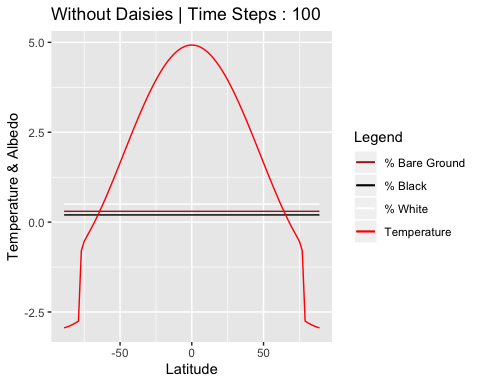 Without Daisies | Time Steps : 100
Temperature & Albedo
5.0
2.5
0.0
-2.5
-50
0
50
Latitude
Legend
% Bare Ground
% Black
% White
Temperature